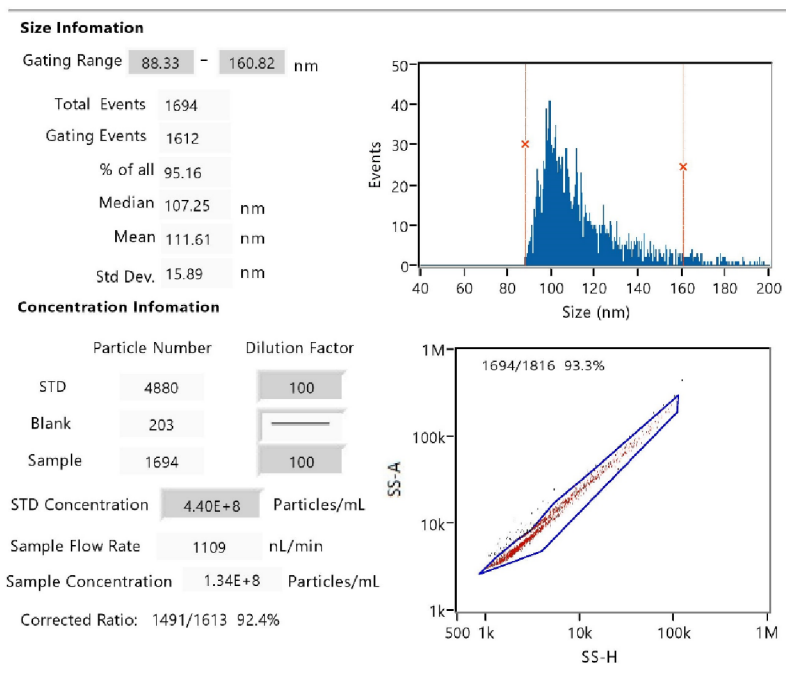 Size Infomation
Gating Range 88.33 - 160.82 nm
Total Events 1694
Gating Events 1612
% of all 95.16
Median 107.25 nm
Mean 111.61 nm
Std Dev. 15.89 nm
Concentration Infomation
Particle Number Dilution Factor
STD 4880 100
Blank 203
Sample 1694 100
STD Concentration 4.40E+8 Particles/mL
Sample Flow Rate 1109 nL/min
Sample Concentration 1.34E+8 Particles/mL
Corrected Ratio: 1491/1613 92.4%
Events
50
40
30
20
10
0
40 60 80 100 120 140 160 180 200
Size (nm)
1694/1816 93.3%
SS-A
1M
100k
10k
1k
500 1k 10k 100k 1M
SS-H